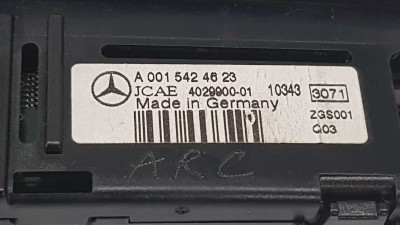 A 001 542 46 23
JCAE 4029900-01 10343 3071
Made in Germany ZGS001
Q03
ARC